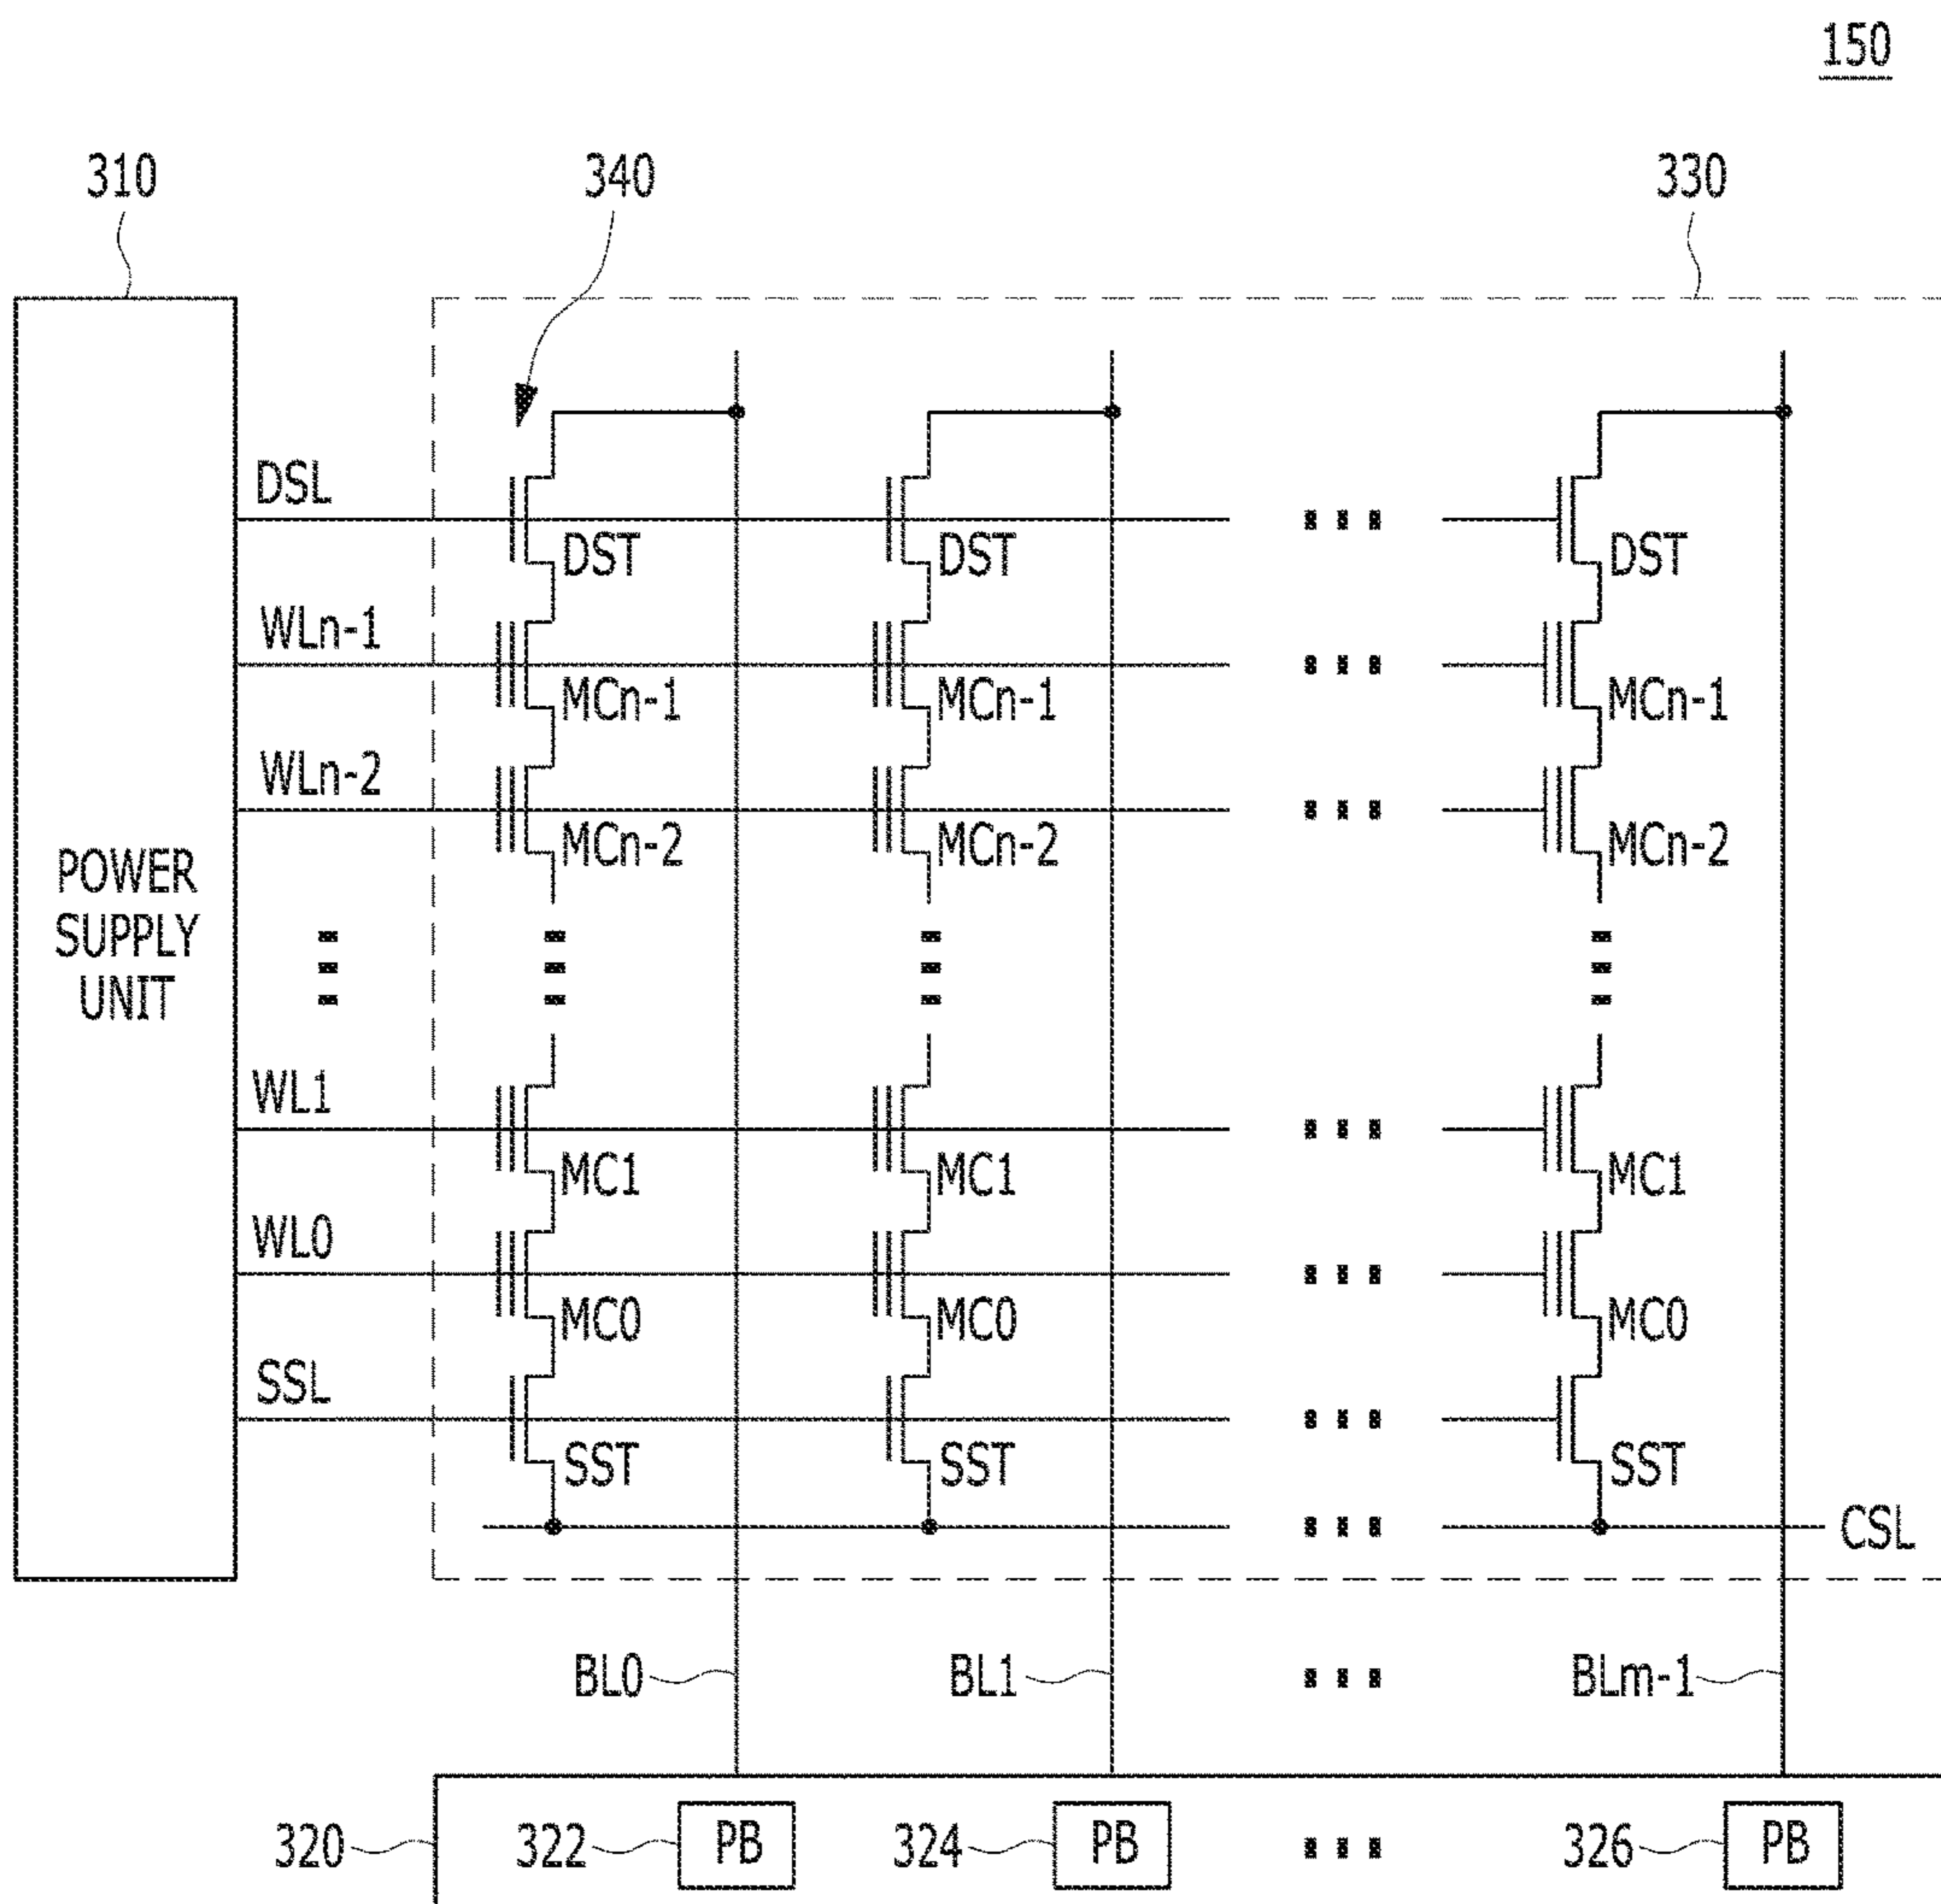 150
310
340
330
DSL
DST DST DST
WLn-1
MCn-1 MCn-1 MCn-1
WLn-2
MCn-2 MCn-2 MCn-2
POWER
SUPPLY
UNIT
WL1
MC1 MC1 MC1
WL0
MC0 MC0 MC0
SSL
SST SST SST
CSL
BL0 BL1 BLm-1
320 322 PB 324 PB 326 PB